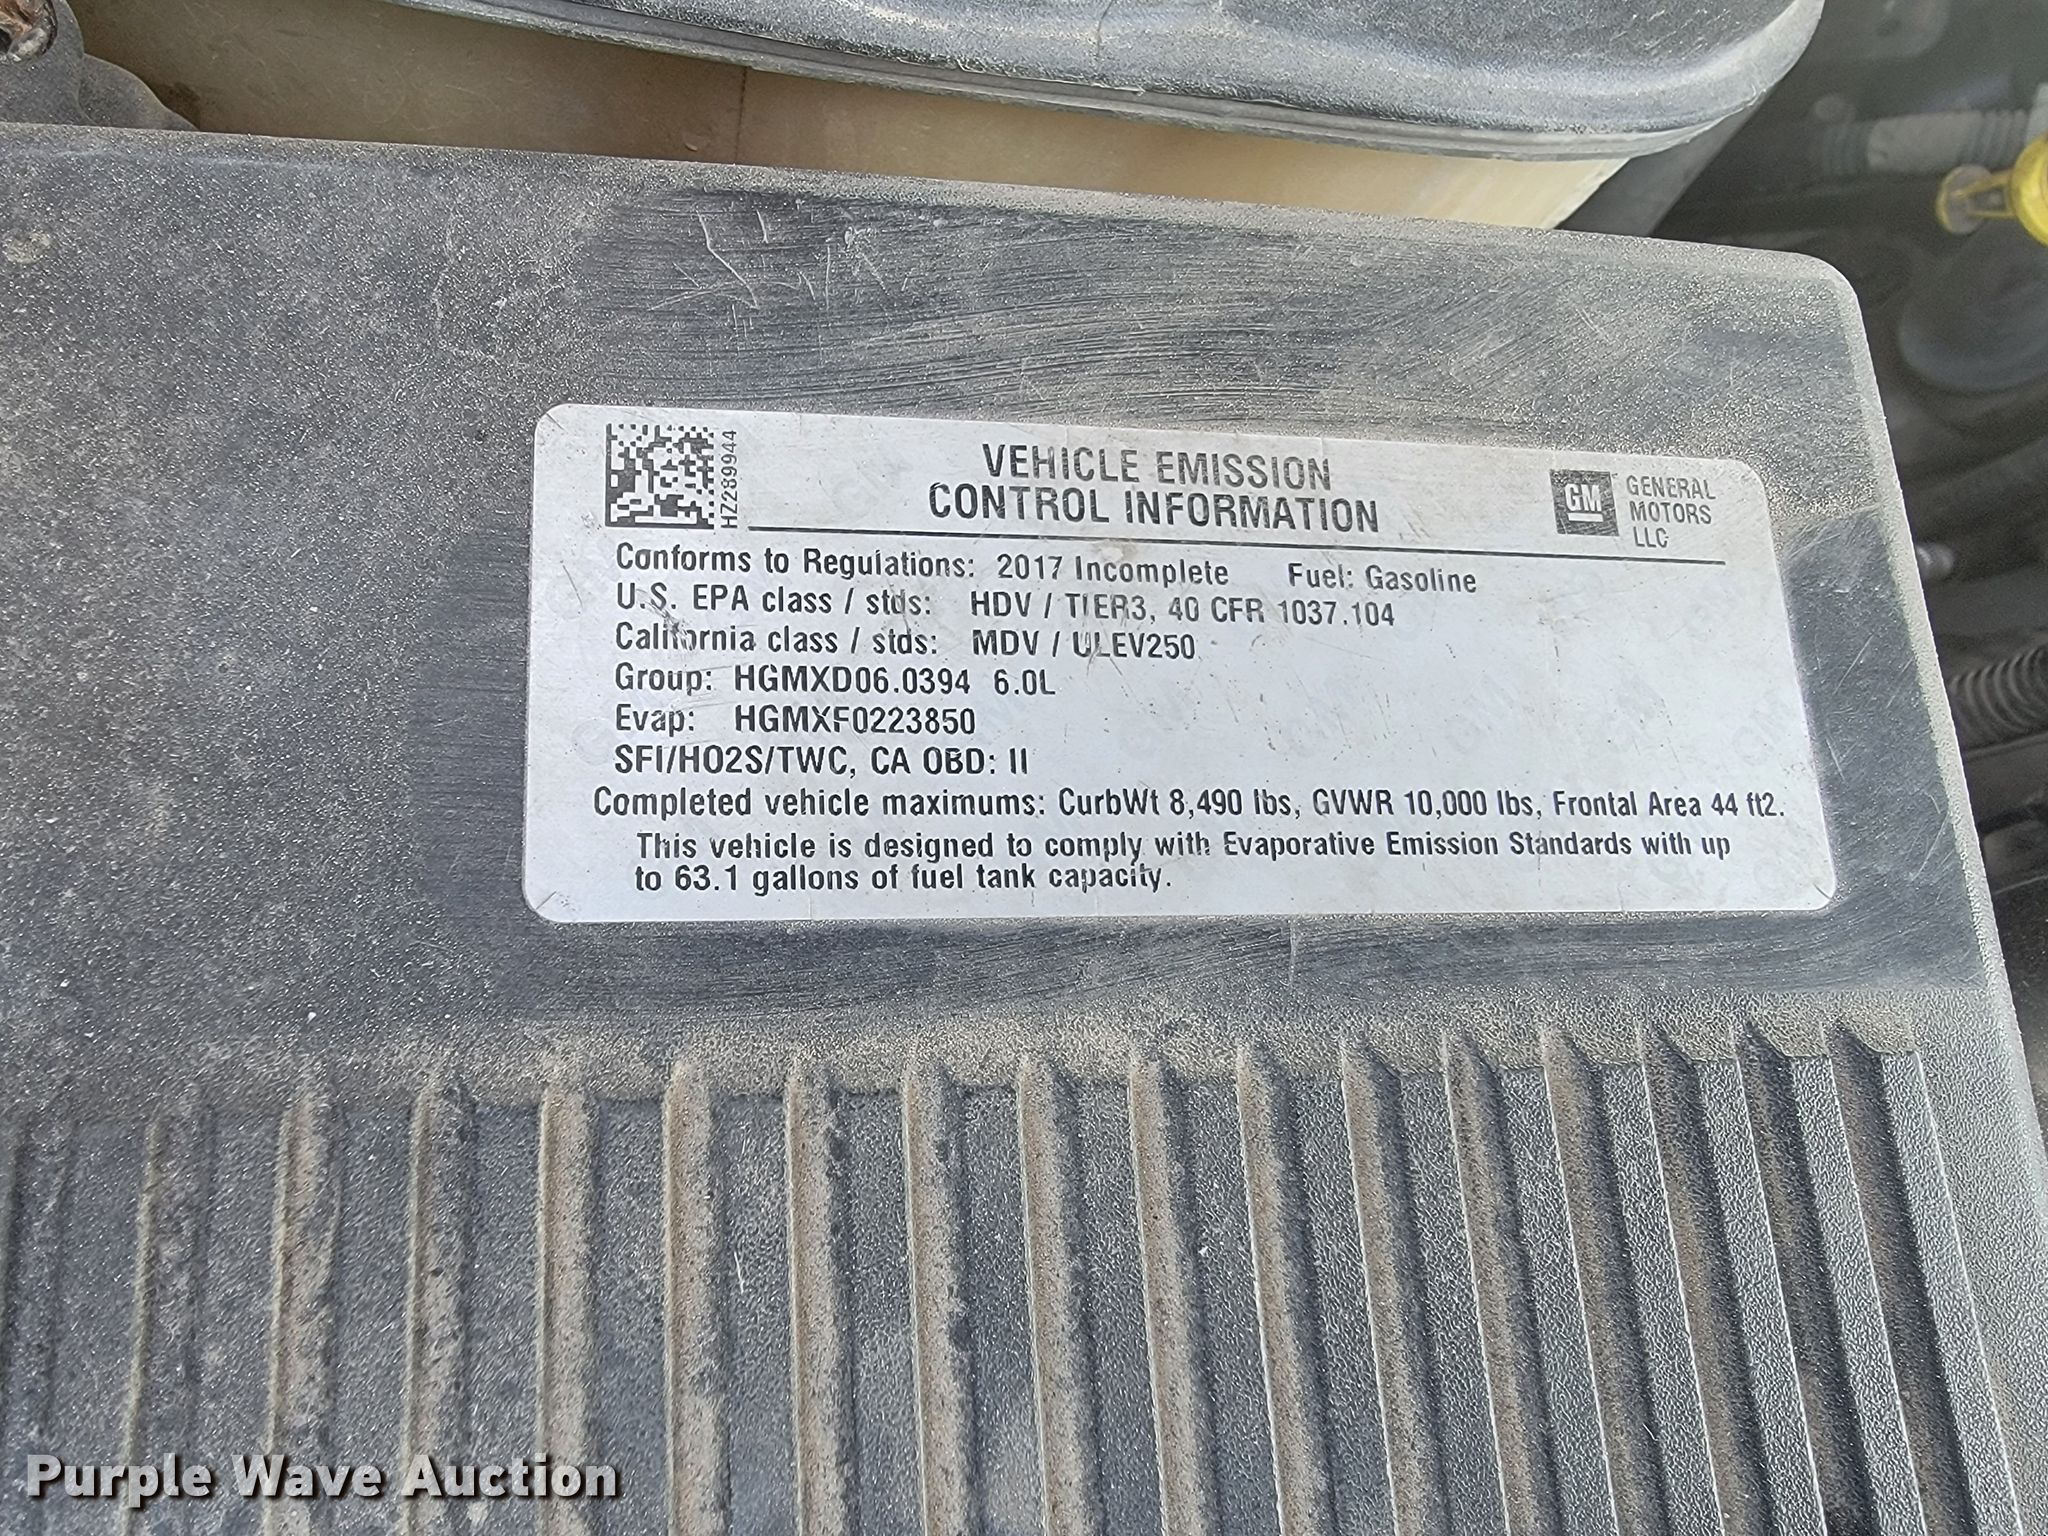 HZ289944
VEHICLE EMISSION
CONTROL INFORMATION
GM
GENERAL
MOTORS
LLC
Conforms to Regulations: 2017 Incomplete Fuel: Gasoline
U.S. EPA class / stds: HDV / TIER3, 40 CFR 1037.104
California class / stds: MDV / ULEV250
Group: HGMXD06.0394 6.0L
Evap: HGMXF0223850
SFI/HO2S/TWC, CA OBD: II
Completed vehicle maximums: CurbWt 8,490 lbs, GVWR 10,000 lbs, Frontal Area 44 ft2.
This vehicle is designed to comply with Evaporative Emission Standards with up
to 63.1 gallons of fuel tank capacity.
Purple Wave Auction